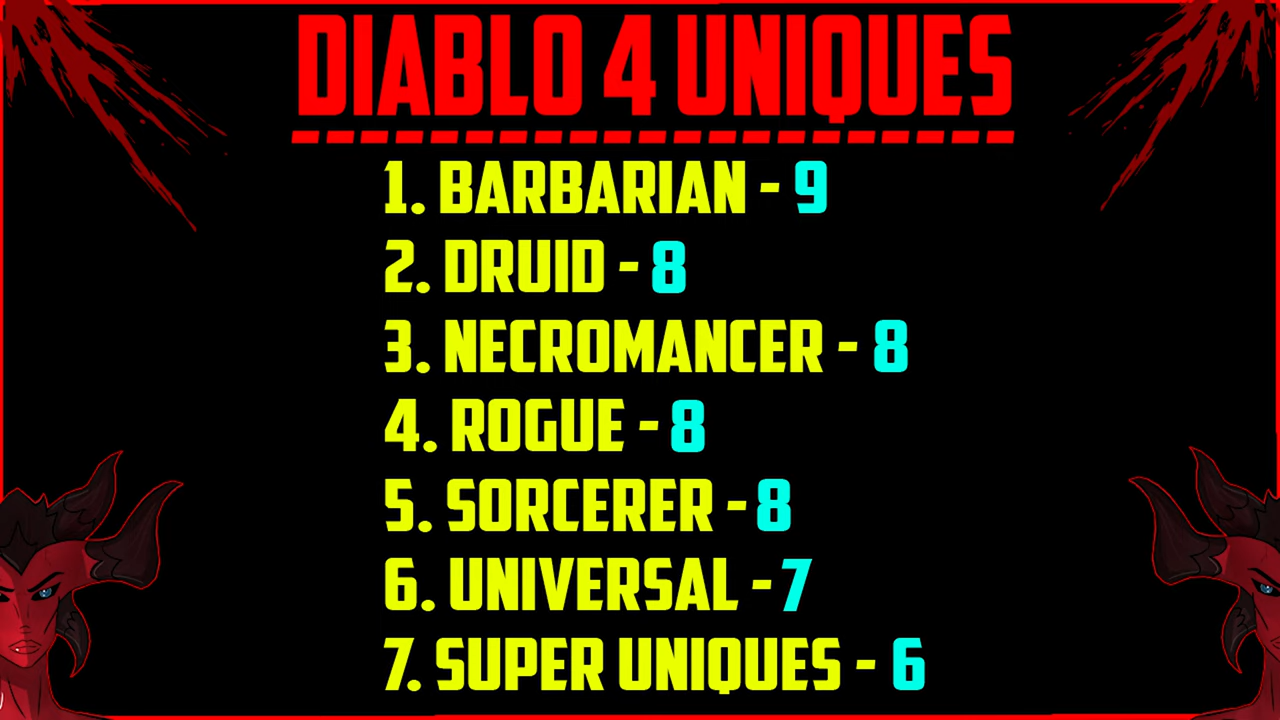 DIABLO 4 UNIQUES
1. BARBARIAN - 9
2. DRUID - 8
3. NECROMANCER - 8
4. ROGUE - 8
5. SORCERER - 8
6. UNIVERSAL - 7
7. SUPER UNIQUES - 6